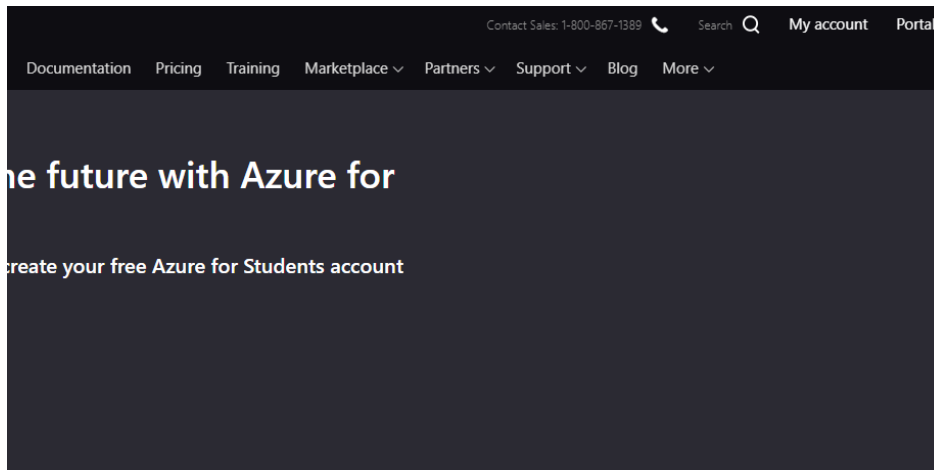 Contact Sales: 1-800-867-1389 Search My account Portal
Documentation Pricing Training Marketplace Partners Support Blog More
he future with Azure for
create your free Azure for Students account